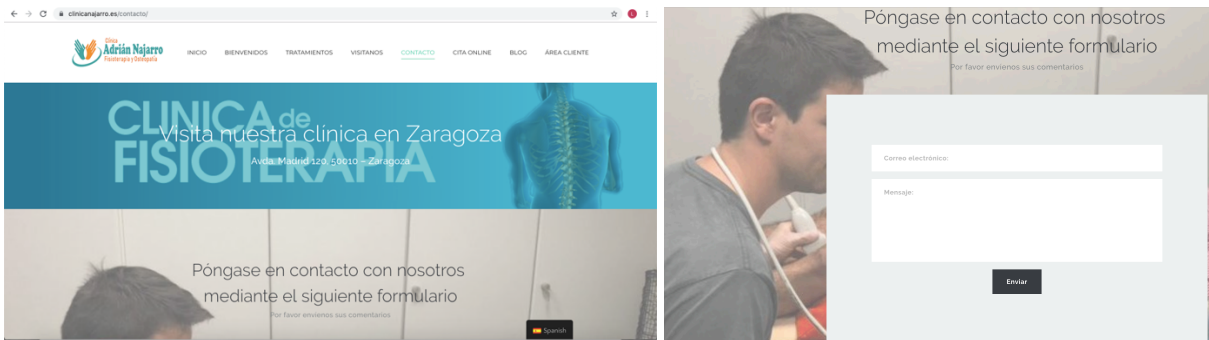 clinicanajarro.es/contacto/
L
Clínica
Adrián Najarro
Fisioterapia y Osteopatía
INICIO BIENVENIDOS TRATAMIENTOS VISITANOS CONTACTO CITA ONLINE BLOG ÁREA CLIENTE
CLINICA de
FISIOTERAPIA
Visita nuestra clínica en Zaragoza
Avda. Madrid 120, 50010 – Zaragoza
Póngase en contacto con nosotros
mediante el siguiente formulario
Por favor envienos sus comentarios
Spanish
Póngase en contacto con nosotros
mediante el siguiente formulario
Por favor envienos sus comentarios
Correo electrónico:
Mensaje:
Enviar